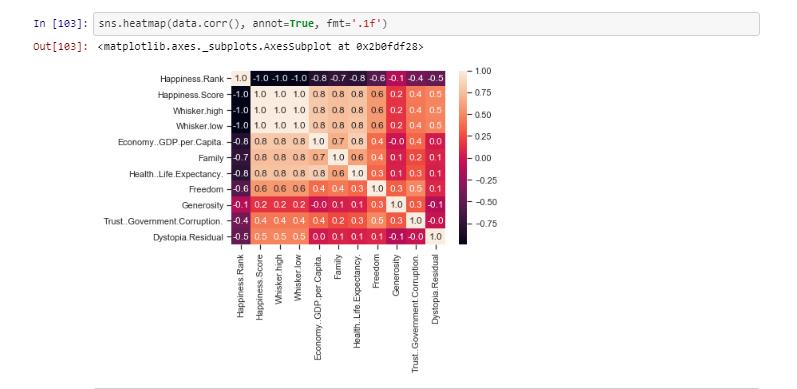 In [103]: sns.heatmap(data.corr(), annot=True, fmt='.1f')
Out[103]: <matplotlib.axes._subplots.AxesSubplot at 0x2b0fdf28>
Happiness.Rank 1.0 -1.0 -1.0 -1.0 -0.8 -0.7 -0.8 -0.6 -0.1 -0.4 -0.5
Happiness.Score -1.0 1.0 1.0 1.0 0.8 0.8 0.8 0.6 0.2 0.4 0.5
Whisker.high -1.0 1.0 1.0 1.0 0.8 0.8 0.8 0.6 0.2 0.4 0.5
Whisker.low -1.0 1.0 1.0 1.0 0.8 0.8 0.8 0.6 0.2 0.4 0.5
Economy..GDP.per.Capita. -0.8 0.8 0.8 0.8 1.0 0.7 0.8 0.4 -0.0 0.4 0.0
Family -0.7 0.8 0.8 0.8 0.7 1.0 0.6 0.4 0.1 0.2 0.1
Health..Life.Expectancy. -0.8 0.8 0.8 0.8 0.8 0.6 1.0 0.3 0.1 0.3 0.1
Freedom -0.6 0.6 0.6 0.6 0.4 0.4 0.3 1.0 0.3 0.5 0.1
Generosity -0.1 0.2 0.2 0.2 -0.0 0.1 0.1 0.3 1.0 0.3 -0.1
Trust..Government.Corruption. -0.4 0.4 0.4 0.4 0.4 0.2 0.3 0.5 0.3 1.0 -0.0
Dystopia.Residual -0.5 0.5 0.5 0.5 0.0 0.1 0.1 0.1 -0.1 -0.0 1.0
Happiness.Rank
Happiness.Score
Whisker.high
Whisker.low
Economy..GDP.per.Capita.
Family
Health..Life.Expectancy.
Freedom
Generosity
Trust..Government.Corruption.
Dystopia.Residual
1.00
0.75
0.50
0.25
0.00
-0.25
-0.50
-0.75